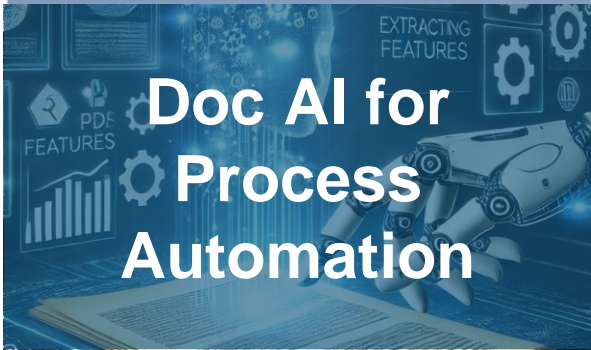 EXTRACTING
FEATURES
PDF
FEATURES
Doc AI for
Process
Automation